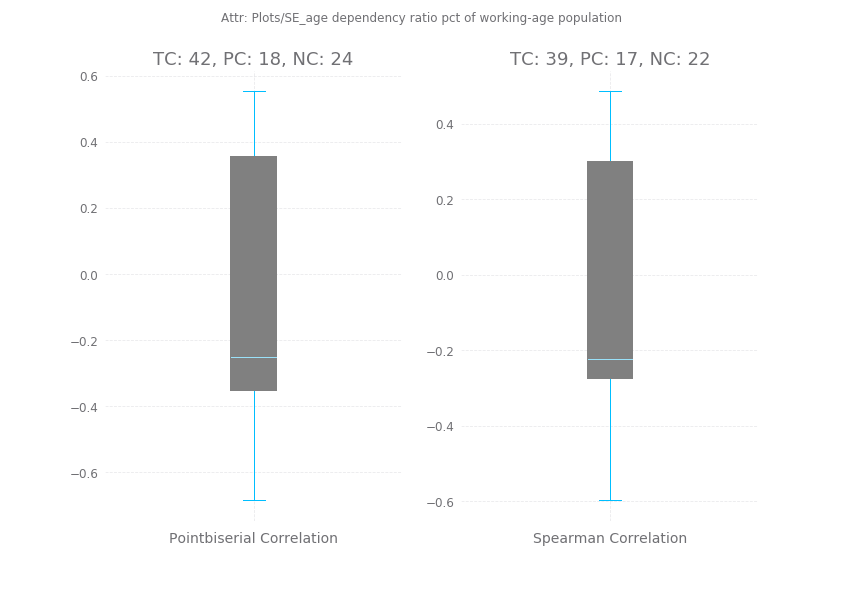 Attr: Plots/SE_age dependency ratio pct of working-age population
TC: 42, PC: 18, NC: 24
0.6
0.4
0.2
0.0
−0.2
−0.4
−0.6
Pointbiserial Correlation
TC: 39, PC: 17, NC: 22
0.4
0.2
0.0
−0.2
−0.4
−0.6
Spearman Correlation